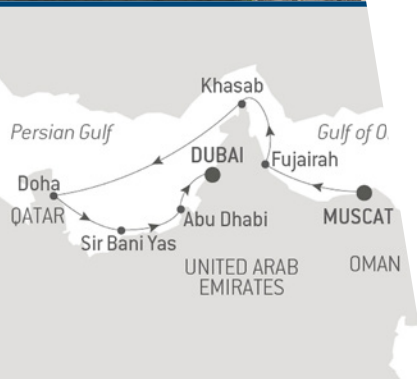 Khasab
Persian Gulf
Gulf of O.
DUBAI
Fujairah
Doha
QATAR
Abu Dhabi
MUSCAT
Sir Bani Yas
UNITED ARAB
EMIRATES
OMAN